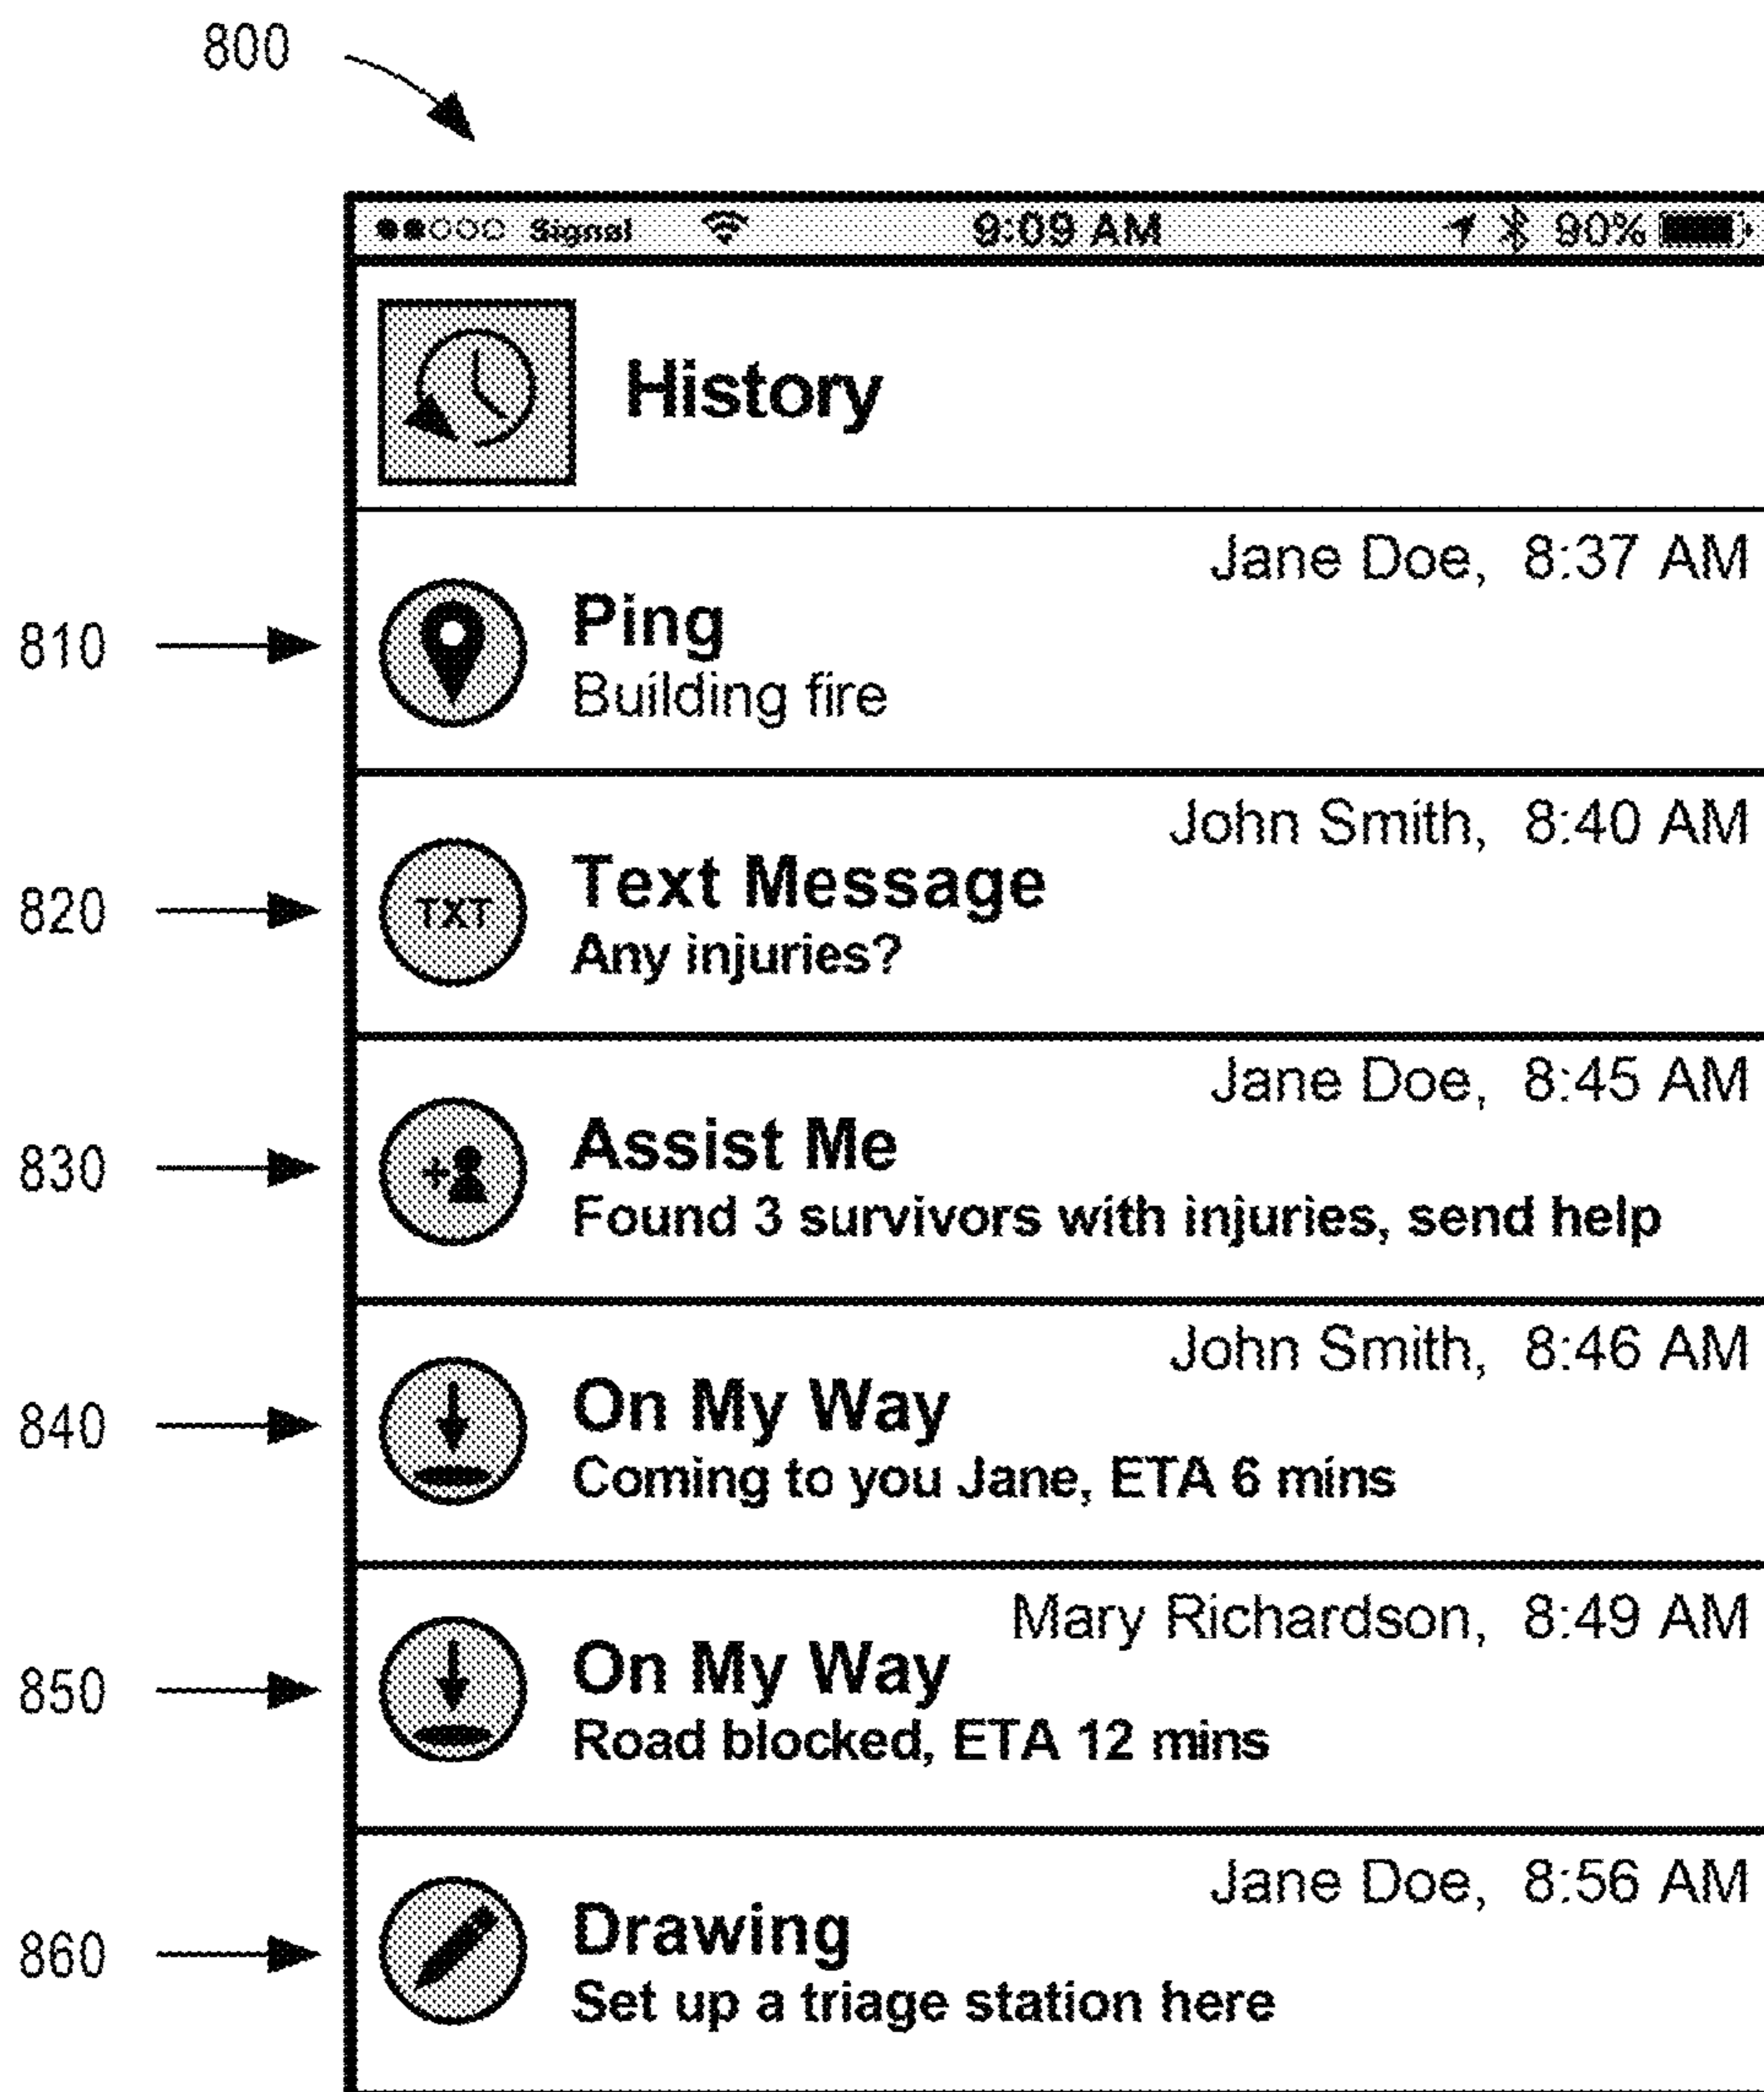 800
Signal 9:09 AM 90%
History
Jane Doe, 8:37 AM
810
Ping
Building fire
John Smith, 8:40 AM
820
TXT
Text Message
Any injuries?
Jane Doe, 8:45 AM
830
Assist Me
Found 3 survivors with injuries, send help
John Smith, 8:46 AM
840
On My Way
Coming to you Jane, ETA 6 mins
Mary Richardson, 8:49 AM
850
On My Way
Road blocked, ETA 12 mins
Jane Doe, 8:56 AM
860
Drawing
Set up a triage station here